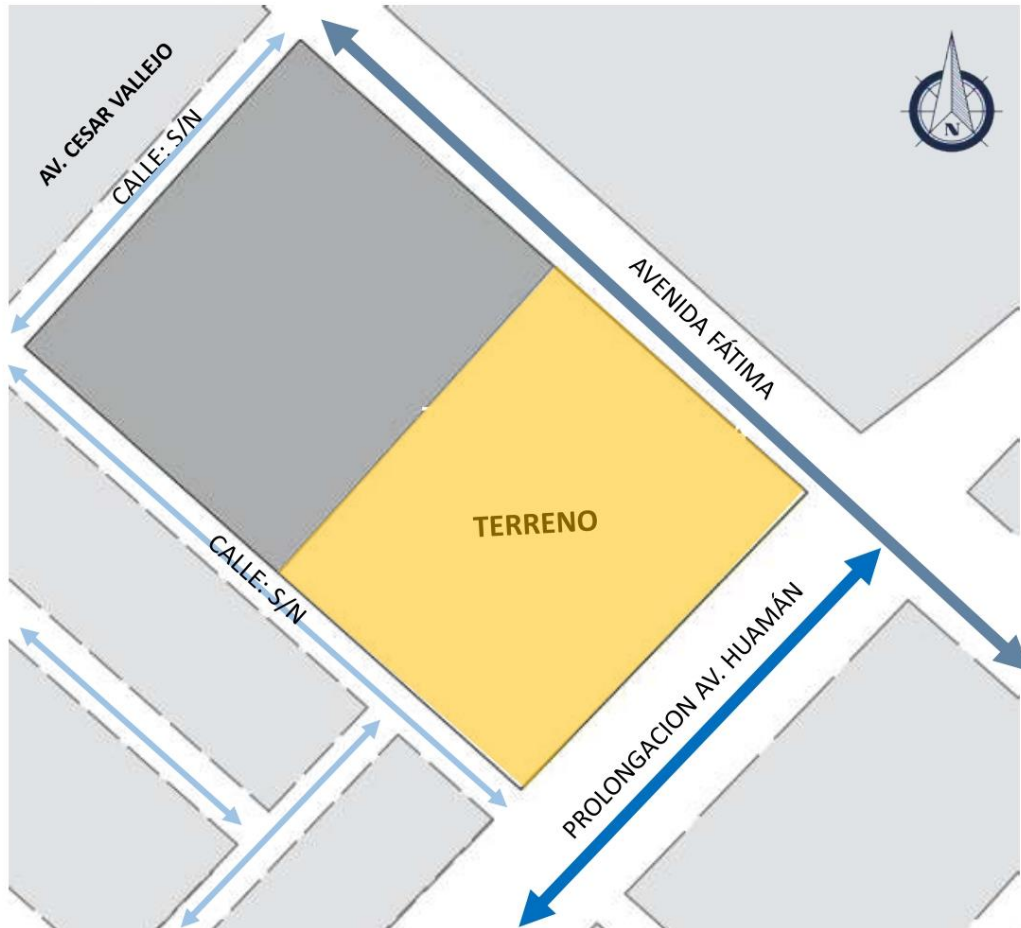 AV. CESAR VALLEJO
CALLE: S/N
N
AVENIDA FÁTIMA
TERRENO
CALLE: S/N
PROLONGACION AV. HUAMÁN